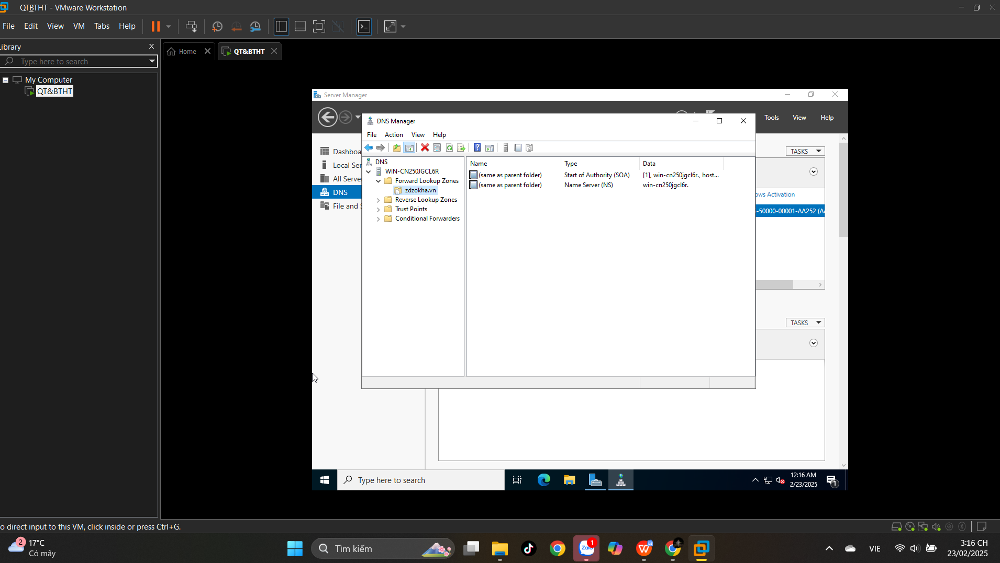 QTBTHT - VMware Workstation
File Edit View VM Tabs Help
ibrary
Type here to search
Home
QT&BTHT
My Computer
QT&BTHT
Server Manager
Tools View Help
DNS Manager
File Action View Help
Dashboa
Local Ser
All Serve
DNS
File and S
DNS
WIN-CN250JGCL6R
Forward Lookup Zones
zdzokha.vn
Reverse Lookup Zones
Trust Points
Conditional Forwarders
Name Type Data
(same as parent folder) Start of Authority (SOA) [1], win-cn250jgcl6r., host...
(same as parent folder) Name Server (NS) win-cn250jgcl6r.
TASKS
ows Activation
-50000-00001-AA252 (A
TASKS
Type here to search
12:16 AM
2/23/2025
1
o direct input to this VM, click inside or press Ctrl+G.
2
17°C
Có mây
Tìm kiếm
Zalo
1
VIE
3:16 CH
23/02/2025